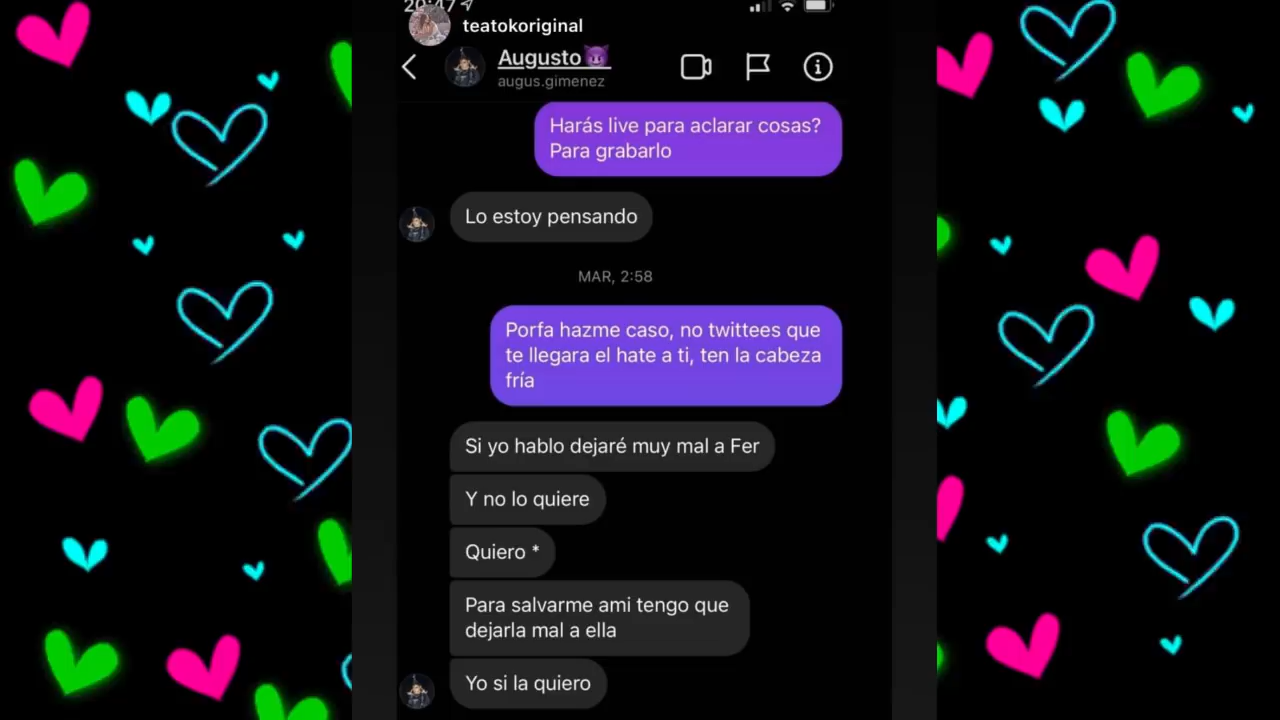 20:47
teatokoriginal
Augusto😈
augus.gimenez
Harás live para aclarar cosas?
Para grabarlo
Lo estoy pensando
MAR, 2:58
Porfa hazme caso, no twittees que
te llegara el hate a ti, ten la cabeza
fría
Si yo hablo dejaré muy mal a Fer
Y no lo quiere
Quiero *
Para salvarme ami tengo que
dejarla mal a ella
Yo si la quiero